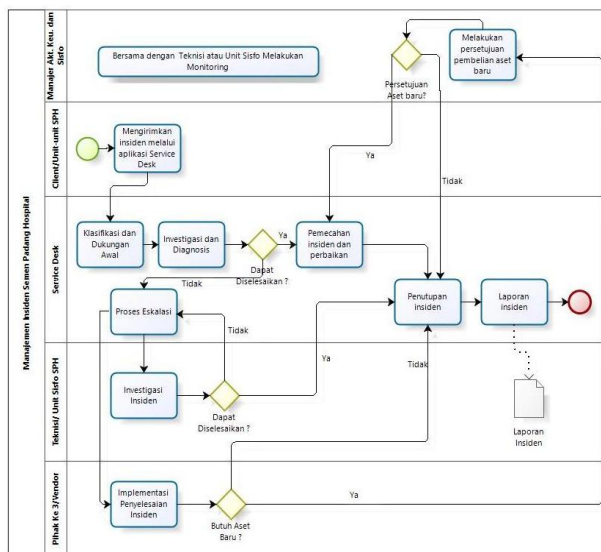 Manajemen Insiden Semen Padang Hospital
Manajer Akt. Keu. dan
Sisfo
Bersama dengan Teknisi atau Unit Sisfo Melakukan
Monitoring
Persetujuan
Aset baru?
Melakukan
persetujuan
pembelian aset
baru
Ya
Tidak
Client/Unit-unit SPH
Mengirimkan
insiden melalui
aplikasi Service
Desk
Service Desk
Klasifikasi dan
Dukungan
Awal
Investigasi dan
Diagnosis
Ya
Dapat
Diselesaikan ?
Tidak
Pemecahan
insiden dan
perbaikan
Proses Eskalasi
Tidak
Penutupan
insiden
Laporan
insiden
Teknisi/ Unit Sisfo SPH
Investigasi
Insiden
Dapat
Diselesaikan ?
Ya
Tidak
Laporan
Insiden
Pihak Ke 3/Vendor
Implementasi
Penyelesaian
Insiden
Butuh Aset
Baru ?
Ya